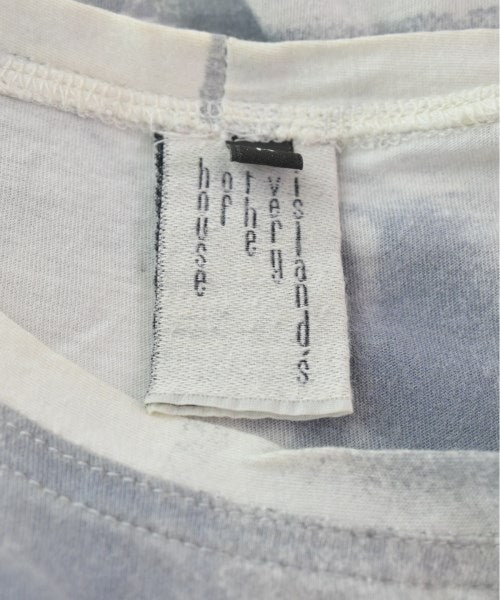 house
of
the
very
island's